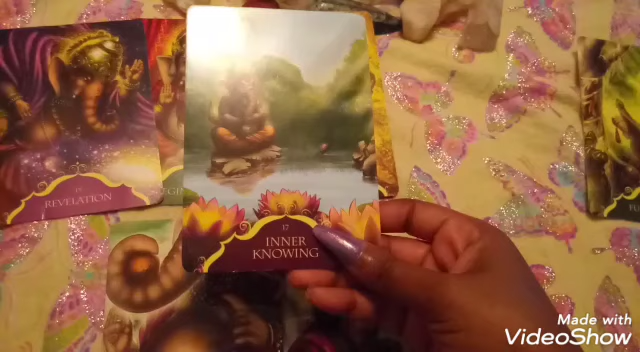 REVELATION
17
INNER
KNOWING
Made with
VideoShow